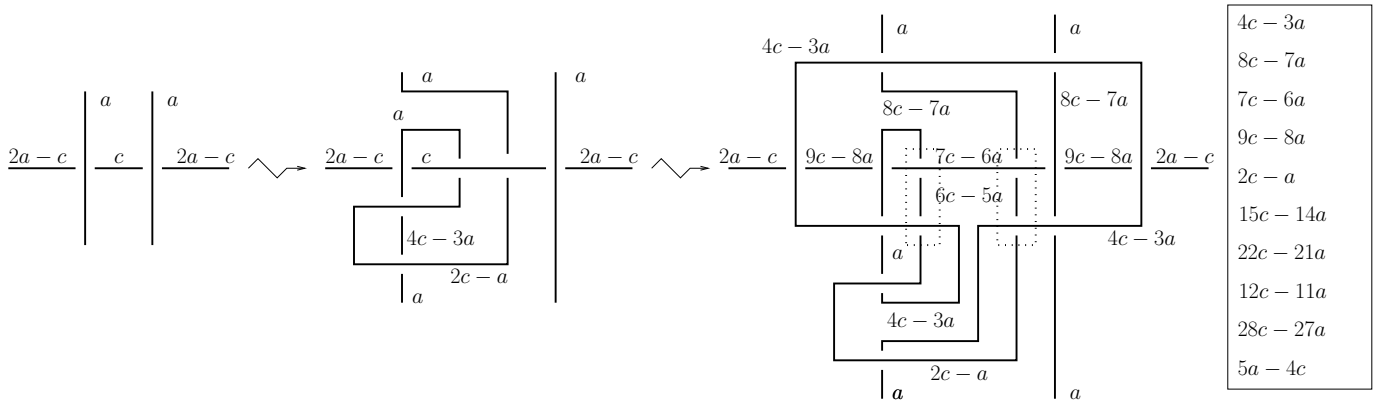 a
a
2a − c
c
2a − c
a
a
a
2a − c
c
2a − c
4c − 3a
2c − a
a
a
a
4c − 3a
8c − 7a
8c − 7a
2a − c
9c − 8a
7c − 6a
9c − 8a
2a − c
6c − 5a
4c − 3a
a
4c − 3a
2c − a
a
a
4c − 3a
8c − 7a
7c − 6a
9c − 8a
2c − a
15c − 14a
22c − 21a
12c − 11a
28c − 27a
5a − 4c